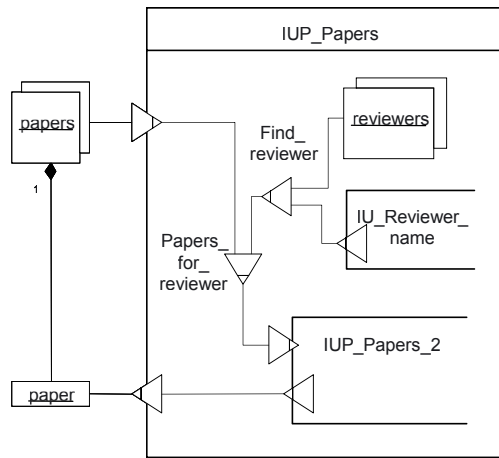 IUP_Papers
papers
reviewers
Find_
reviewer
1
IU_Reviewer_
name
Papers_
for_
reviewer
IUP_Papers_2
paper